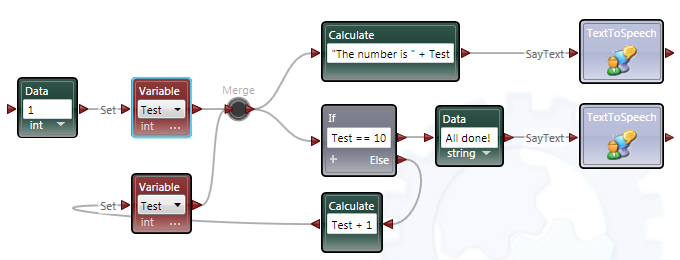 Calculate
"The number is " + Test
SayText
TextToSpeech
Data
1
int
Set
Variable
Test
int ...
Merge
If
Test == 10
+ Else
Data
All done!
string
SayText
TextToSpeech
Set
Variable
Test
int ...
Calculate
Test + 1